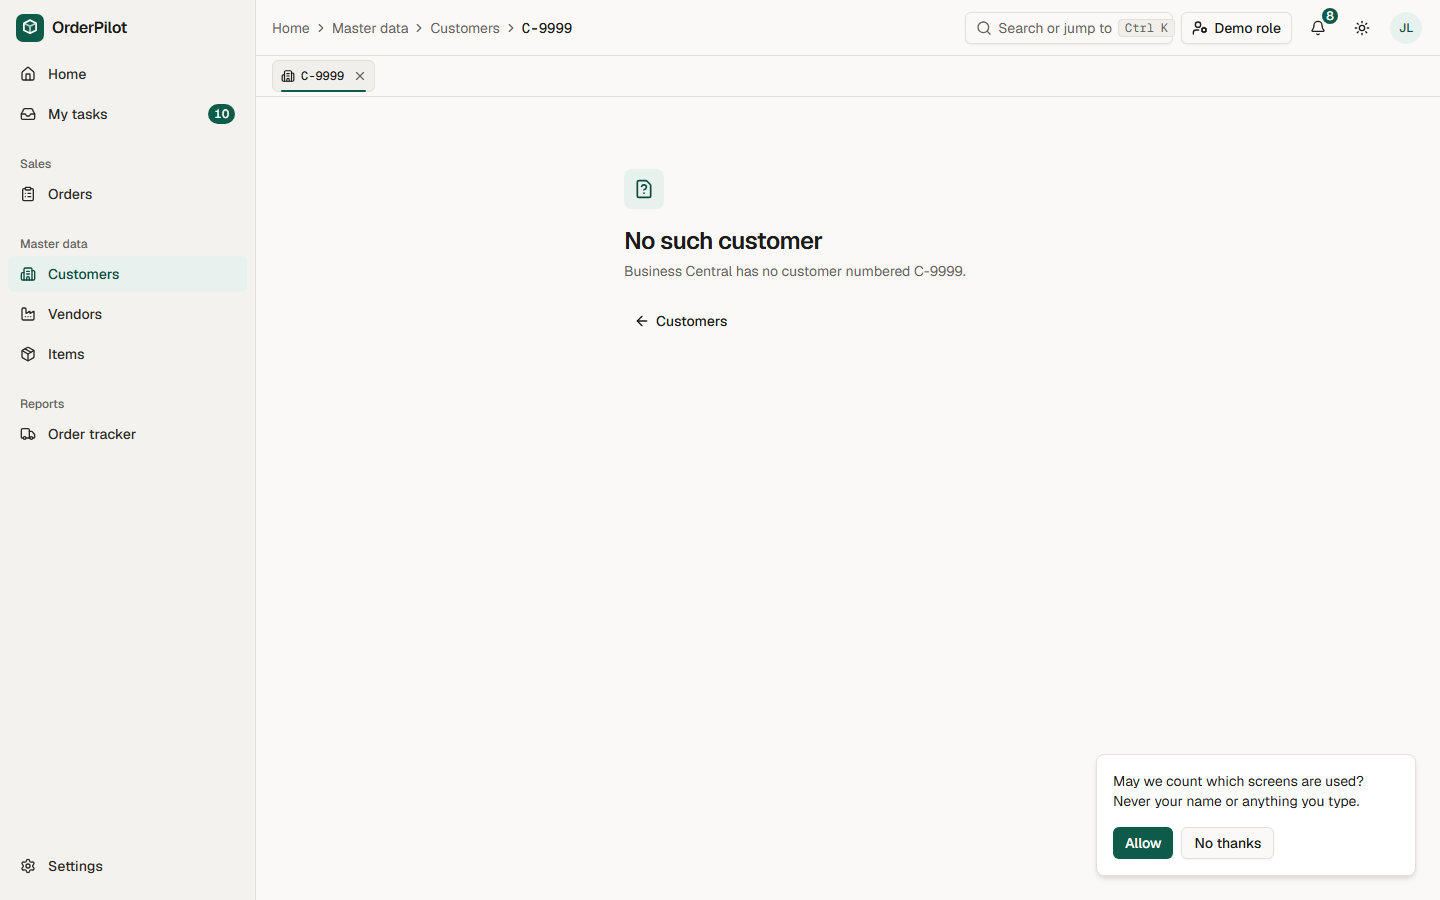 OrderPilot
Home
My tasks
10
Sales
Orders
Master data
Customers
Vendors
Items
Reports
Order tracker
Settings
Home > Master data > Customers > C-9999
Search or jump to
Ctrl K
Demo role
8
JL
C-9999
No such customer
Business Central has no customer numbered C-9999.
Customers
May we count which screens are used?
Never your name or anything you type.
Allow
No thanks